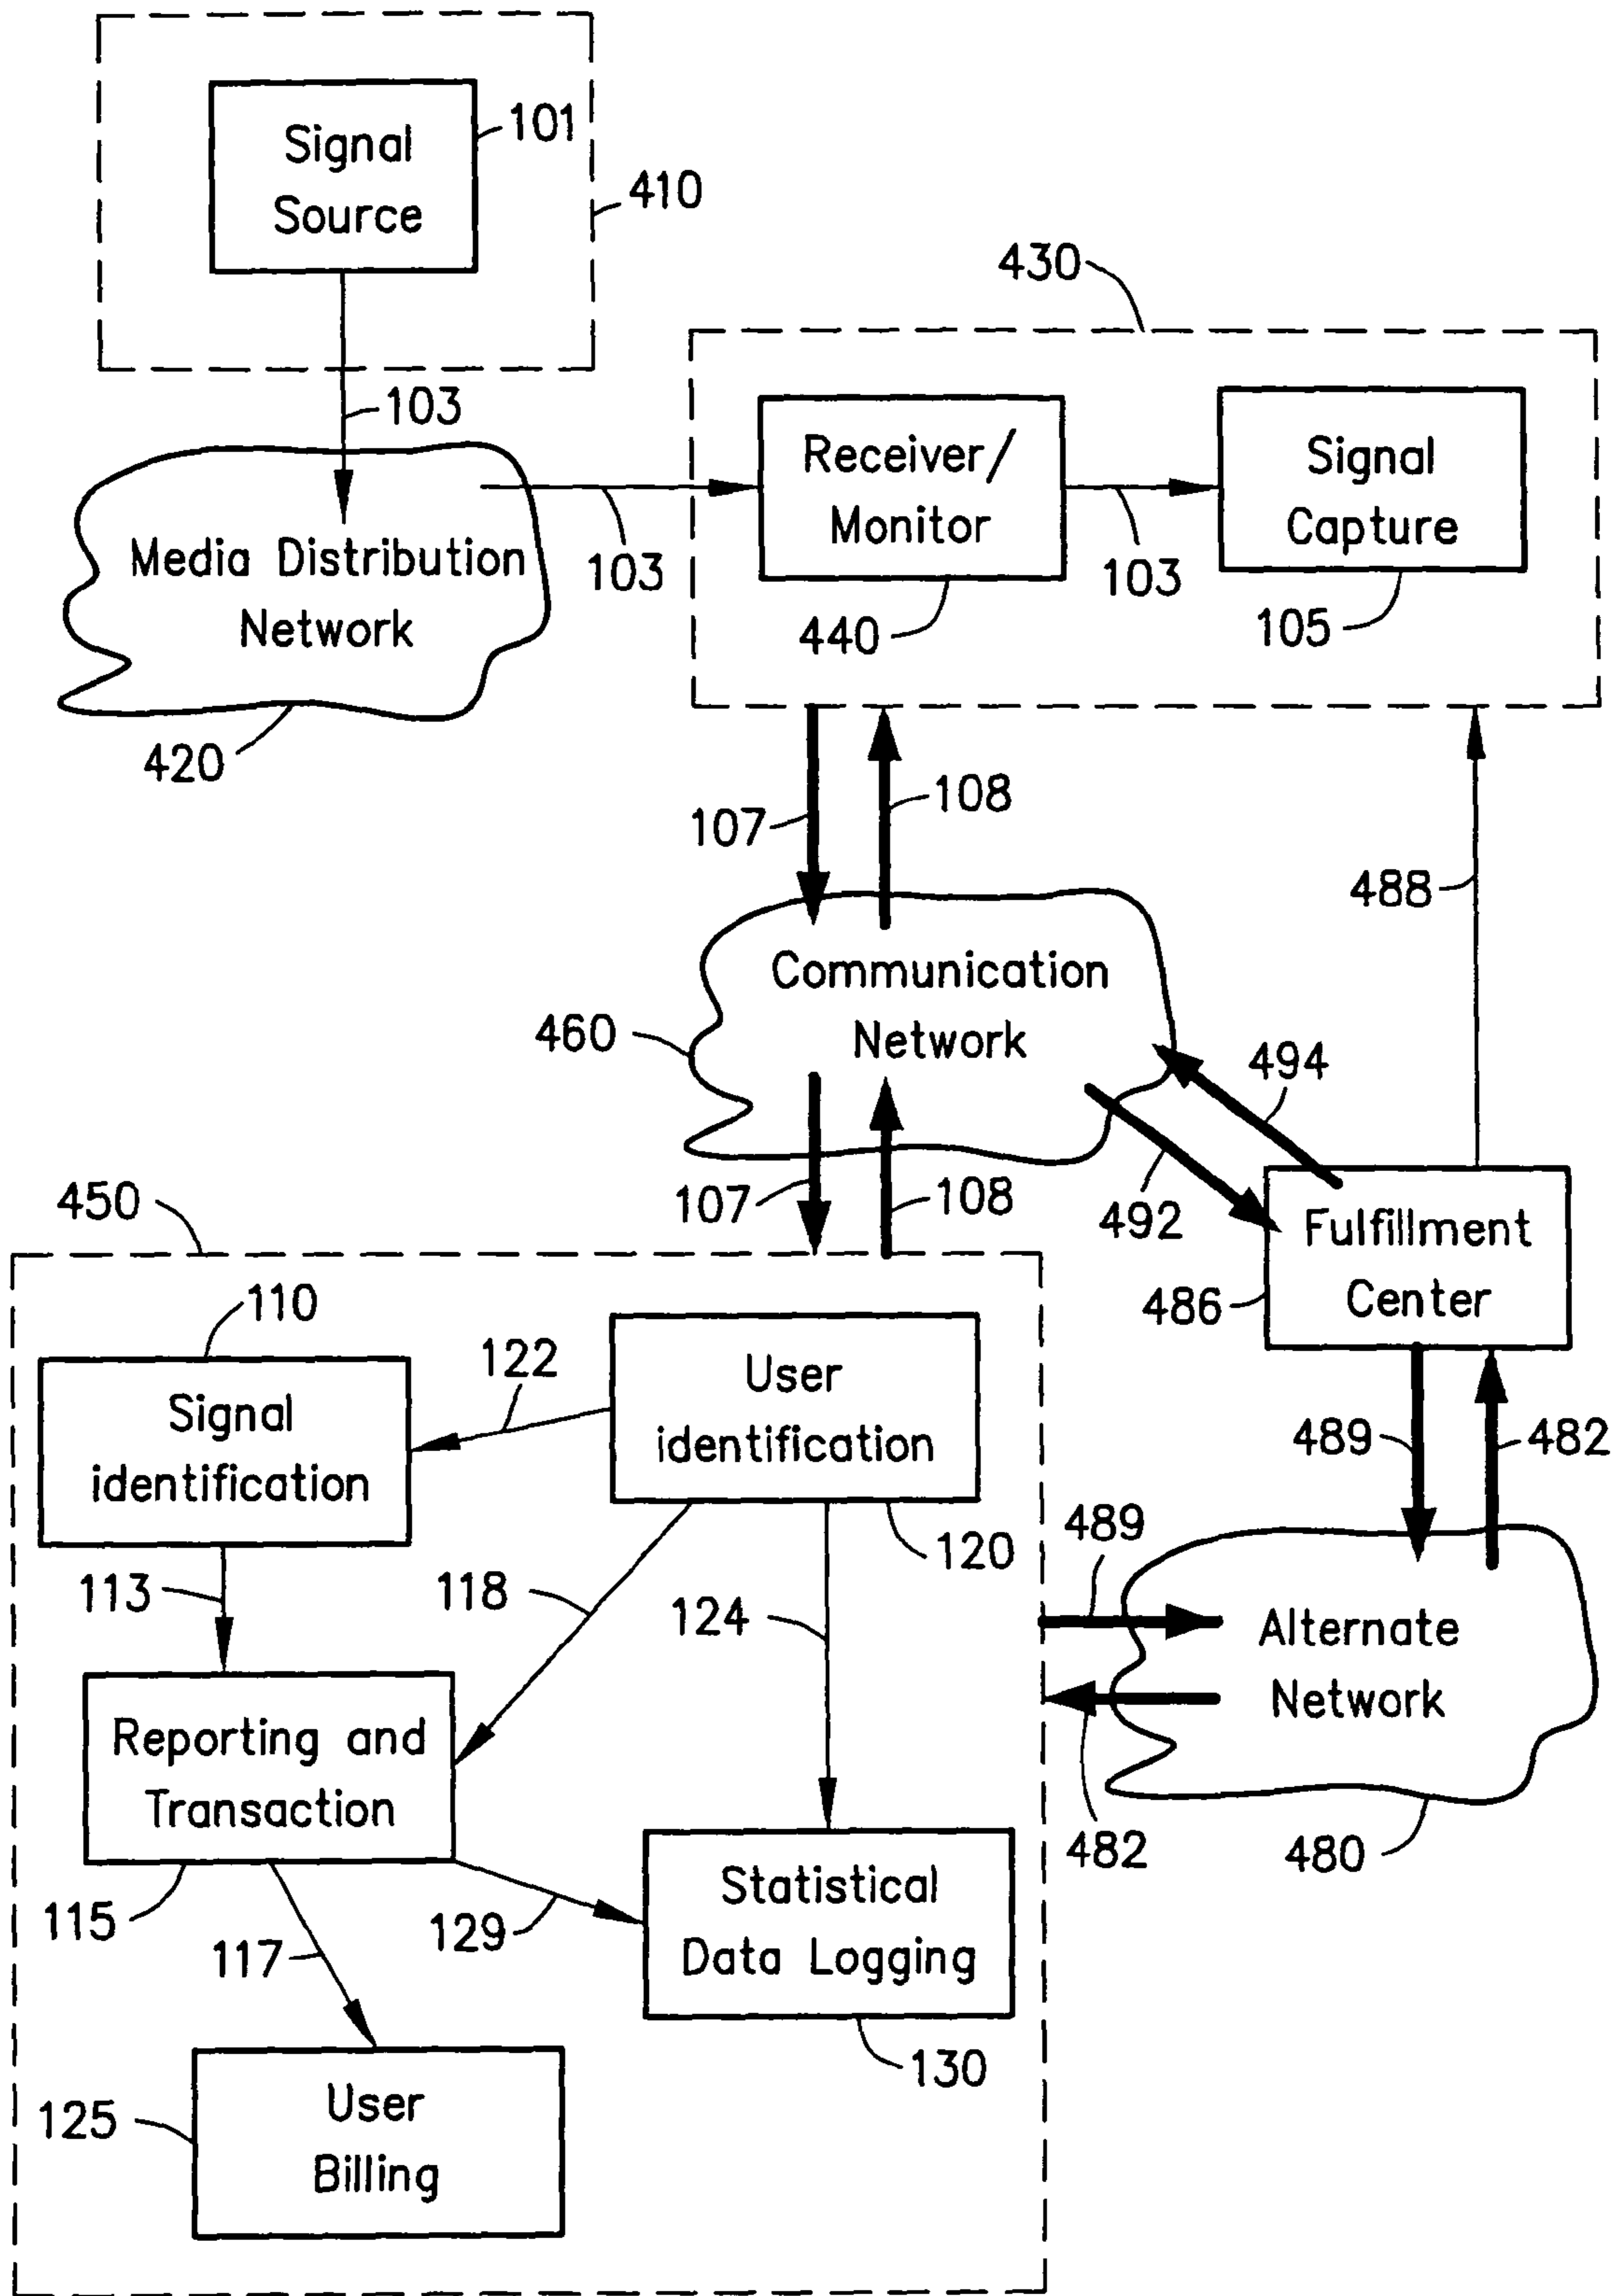 Signal
Source
101
410
103
430
Receiver/
Monitor
Signal
Capture
103
103
440
105
Media Distribution
Network
420
107
108
488
Communication
Network
460
494
492
107
108
450
Fulfillment
Center
486
110
122
User
identification
Signal
identification
489
482
120
489
113
118
124
Alternate
Network
Reporting and
Transaction
482
480
115
129
Statistical
Data Logging
117
130
125
User
Billing